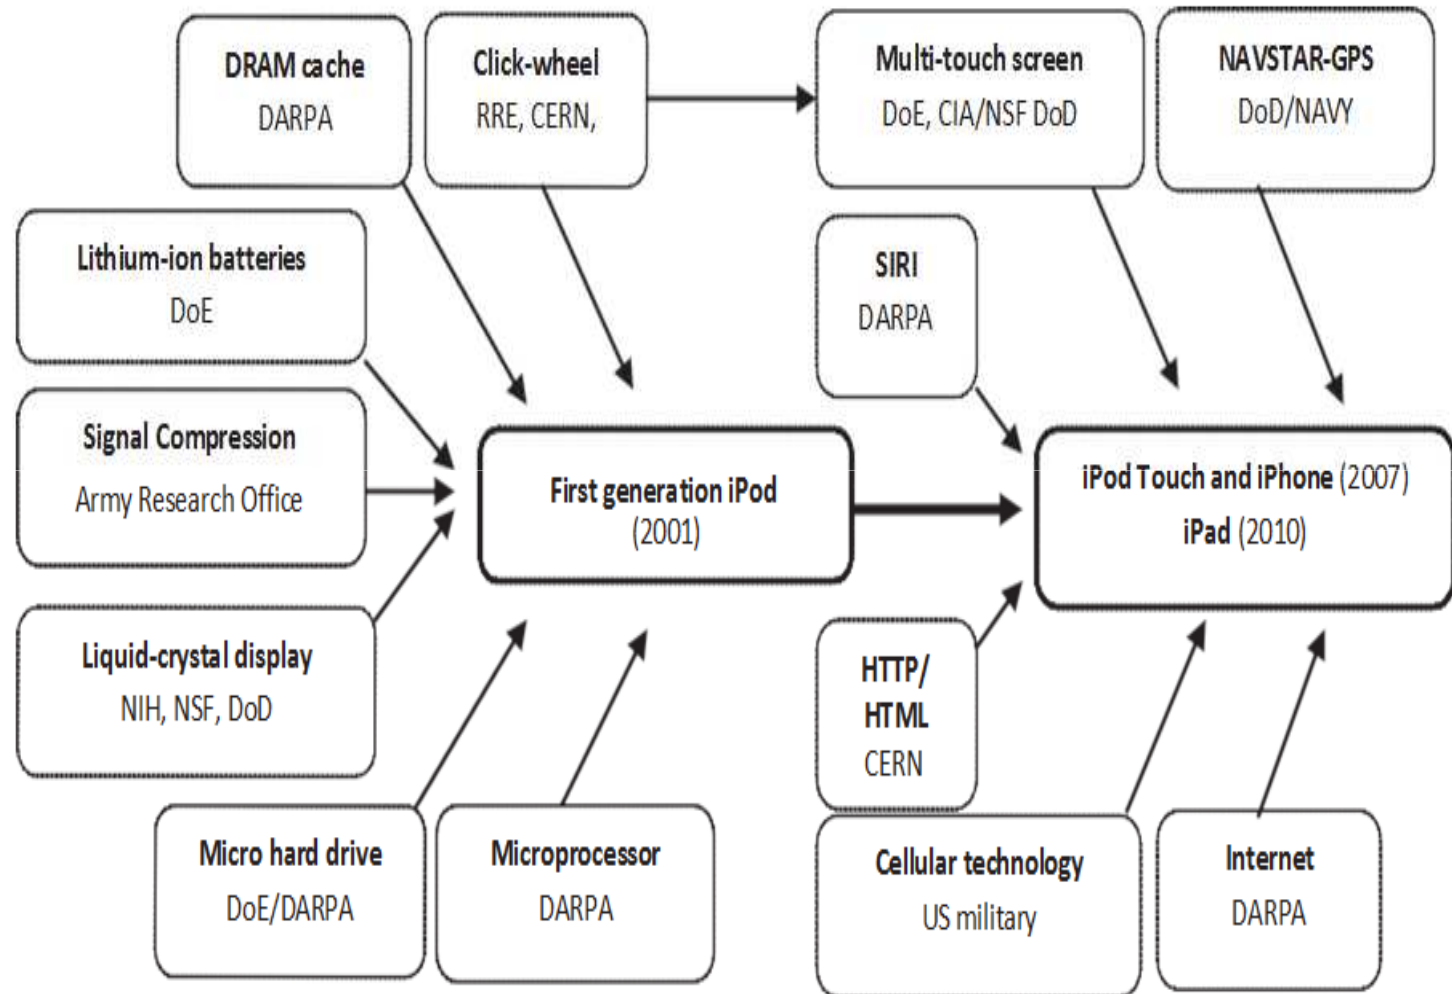 DRAM cache
DARPA
Click-wheel
RRE, CERN,
Multi-touch screen
DoE, CIA/NSF DoD
NAVSTAR-GPS
DoD/NAVY
Lithium-ion batteries
DoE
SIRI
DARPA
Signal Compression
Army Research Office
First generation iPod
(2001)
iPod Touch and iPhone (2007)
iPad (2010)
Liquid-crystal display
NIH, NSF, DoD
HTTP/
HTML
CERN
Micro hard drive
DoE/DARPA
Microprocessor
DARPA
Cellular technology
US military
Internet
DARPA